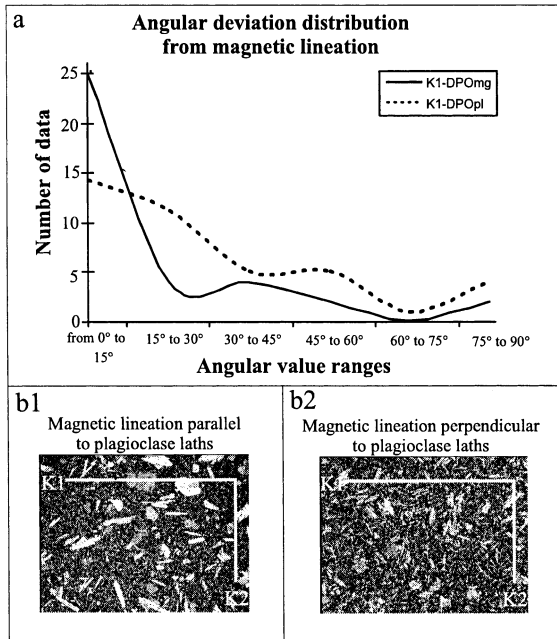 a
Angular deviation distribution
from magnetic lineation
25
20
15
10
5
0
Number of data
K1-DPOmg
K1-DPOpl
from 0° to
15°
15° to 30°
30° to 45°
45° to 60°
60° to 75°
75° to 90°
Angular value ranges
b1
Magnetic lineation parallel
to plagioclase laths
K1
K2
b2
Magnetic lineation perpendicular
to plagioclase laths
K1
K2